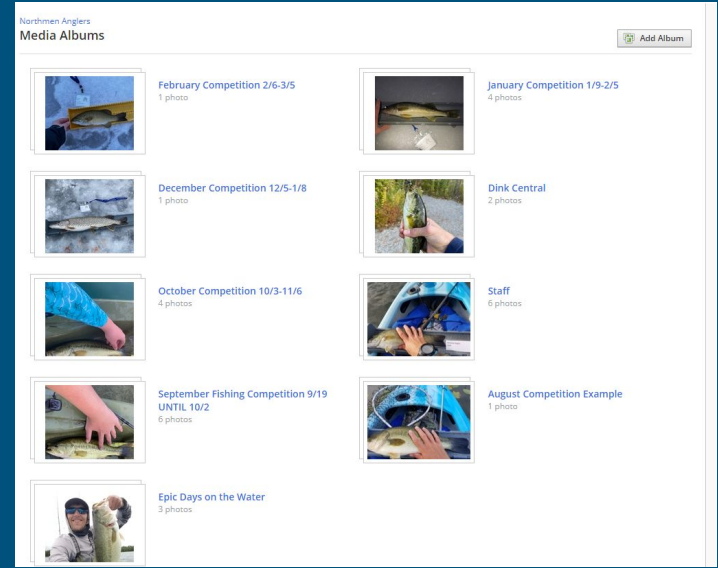 Northmen Anglers
Media Albums
Add Album
February Competition 2/6-3/5
1 photo
January Competition 1/9-2/5
4 photos
December Competition 12/5-1/8
1 photo
Dink Central
2 photos
October Competition 10/3-11/6
4 photos
Staff
6 photos
September Fishing Competition 9/19
UNTIL 10/2
6 photos
August Competition Example
1 photo
Epic Days on the Water
3 photos